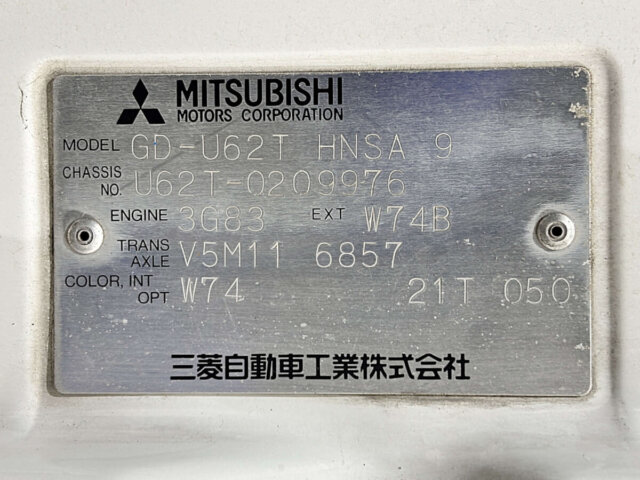 MITSUBISHI
MOTORS CORPORATION
MODEL GD-U62T HNSA 9
CHASSIS NO. U62T-0209976
ENGINE 3G83 EXT W74B
TRANS AXLE V5M11 6857
COLOR, INT OPT W74 21T 050
三菱自動車工業株式会社